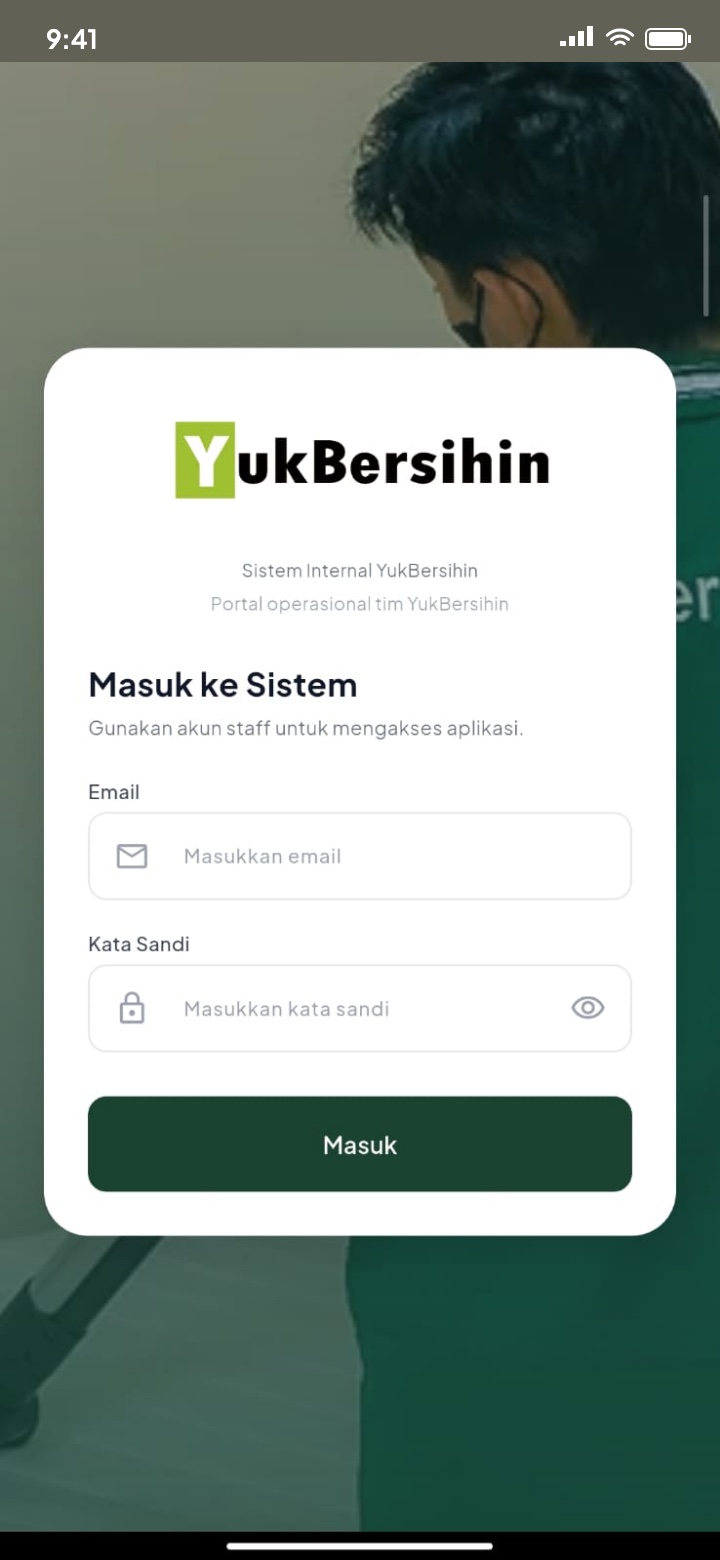 9:41
YukBersihin
Sistem Internal YukBersihin
Portal operasional tim YukBersihin
Masuk ke Sistem
Gunakan akun staff untuk mengakses aplikasi.
Email
Masukkan email
Kata Sandi
Masukkan kata sandi
Masuk